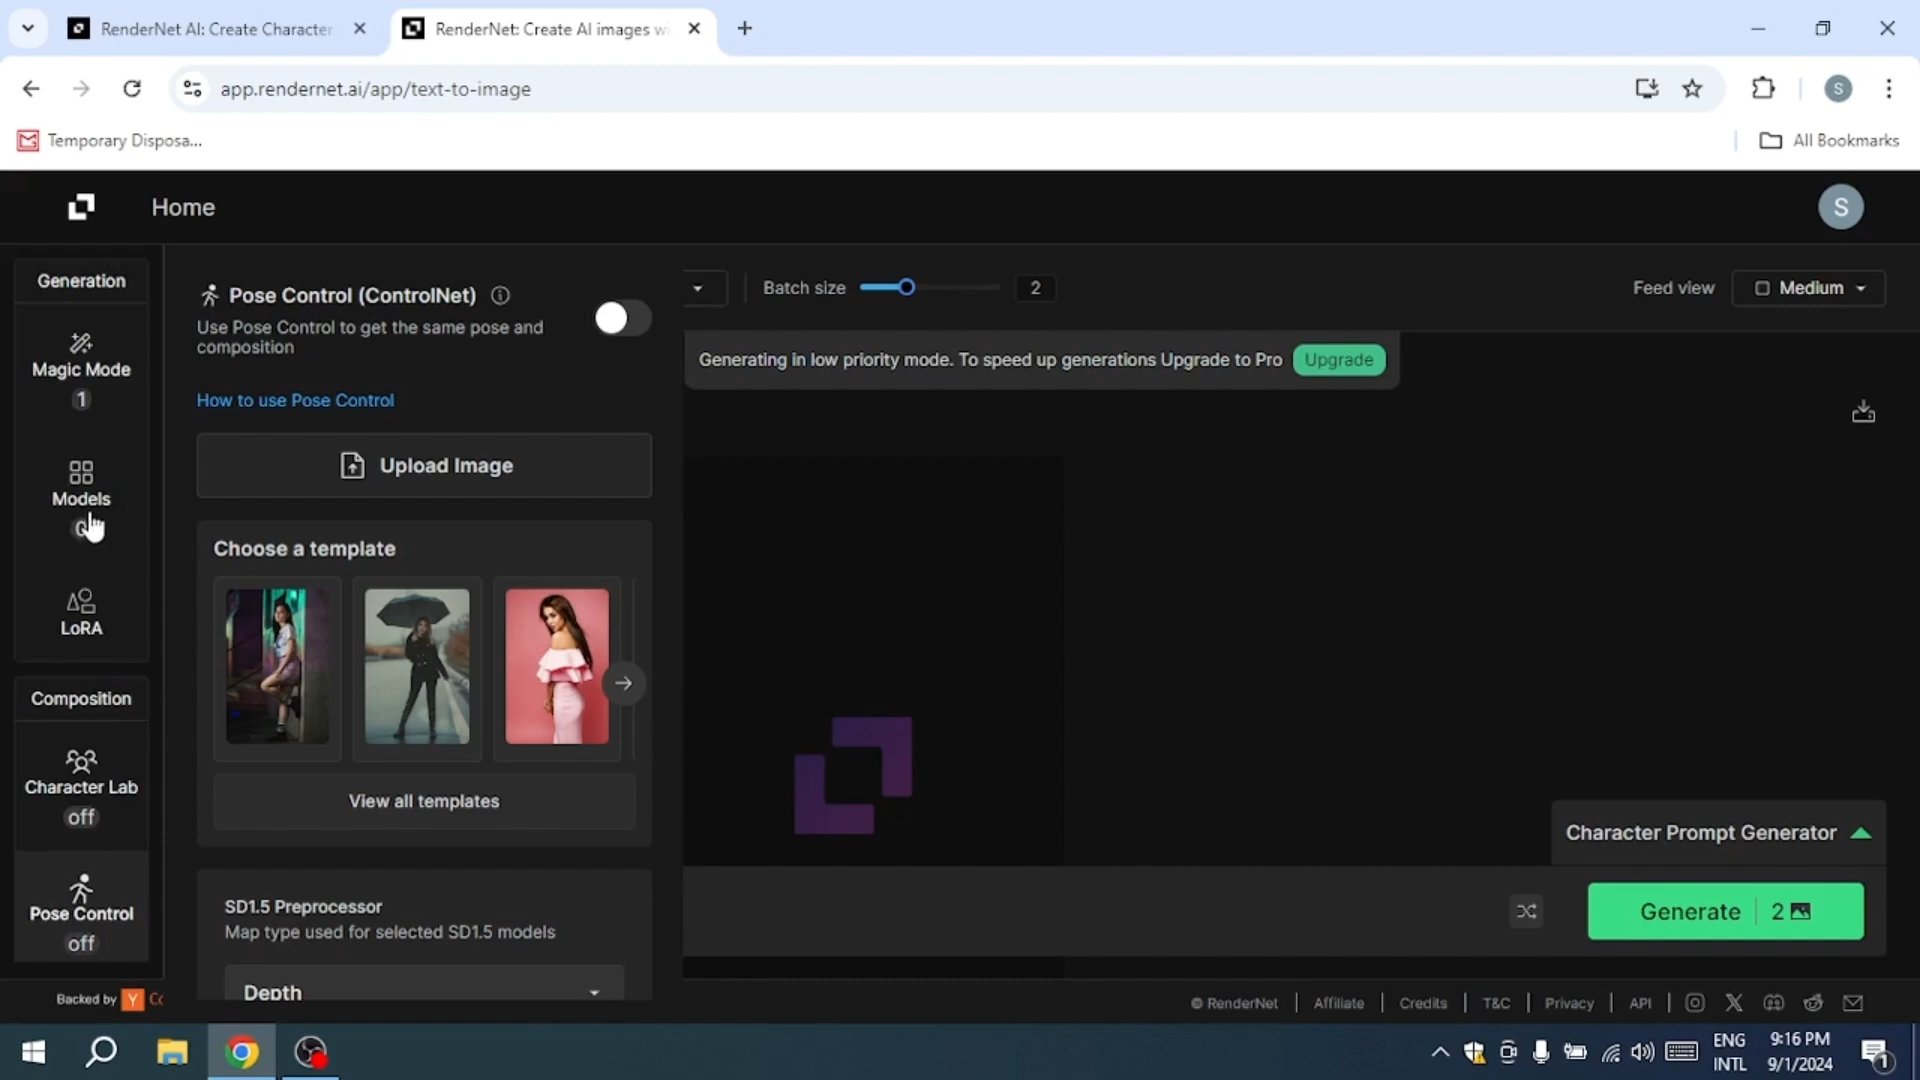 RenderNet AI: Create Character
RenderNet: Create AI images wi
app.rendernet.ai/app/text-to-image
S
Temporary Disposa...
All Bookmarks
Home
S
Generation
Magic Mode
1
Models
LoRA
Composition
Character Lab
off
Pose Control
off
Backed by Y
Pose Control (ControlNet)
Use Pose Control to get the same pose and
composition
How to use Pose Control
Upload Image
Choose a template
View all templates
SD1.5 Preprocessor
Map type used for selected SD1.5 models
Depth
Batch size 2
Feed view Medium
Generating in low priority mode. To speed up generations Upgrade to Pro Upgrade
Character Prompt Generator
Generate 2
© RenderNet Affiliate Credits T&C Privacy API
ENG
INTL
9:16 PM
9/1/2024
1